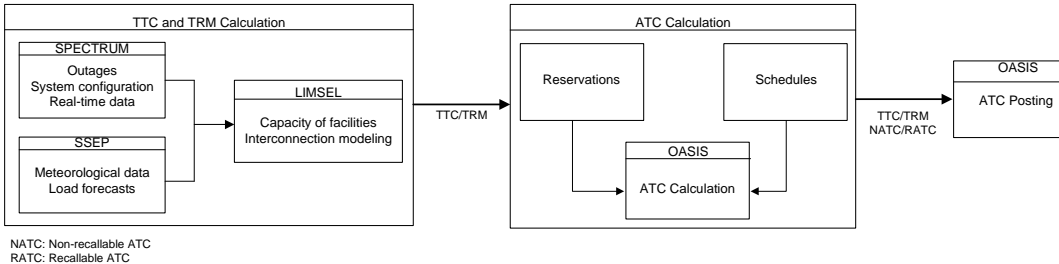 TTC and TRM Calculation
SPECTRUM
Outages
System configuration
Real-time data
SSEP
Meteorological data
Load forecasts
LIMSEL
Capacity of facilities
Interconnection modeling
TTC/TRM
ATC Calculation
Reservations
Schedules
OASIS
ATC Calculation
TTC/TRM
NATC/RATC
OASIS
ATC Posting
NATC: Non-recallable ATC
RATC: Recallable ATC